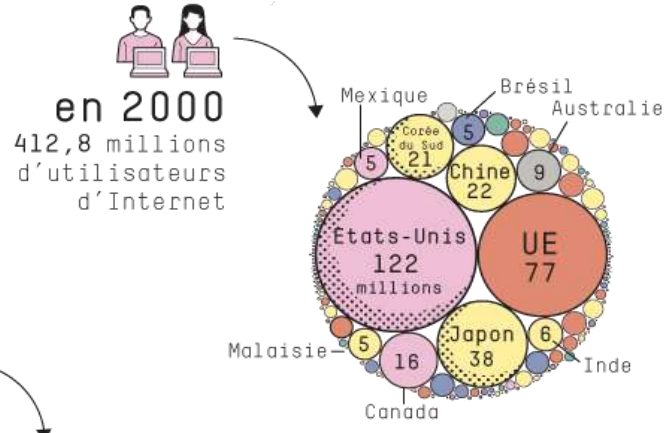 en 2000
412,8 millions
d'utilisateurs
d'Internet
Mexique
5
Corée
du Sud
21
5
Brésil
Australie
9
Chine
22
États-Unis
122
millions
UE
77
Malaisie
5
16
Canada
Japon
38
6
Inde